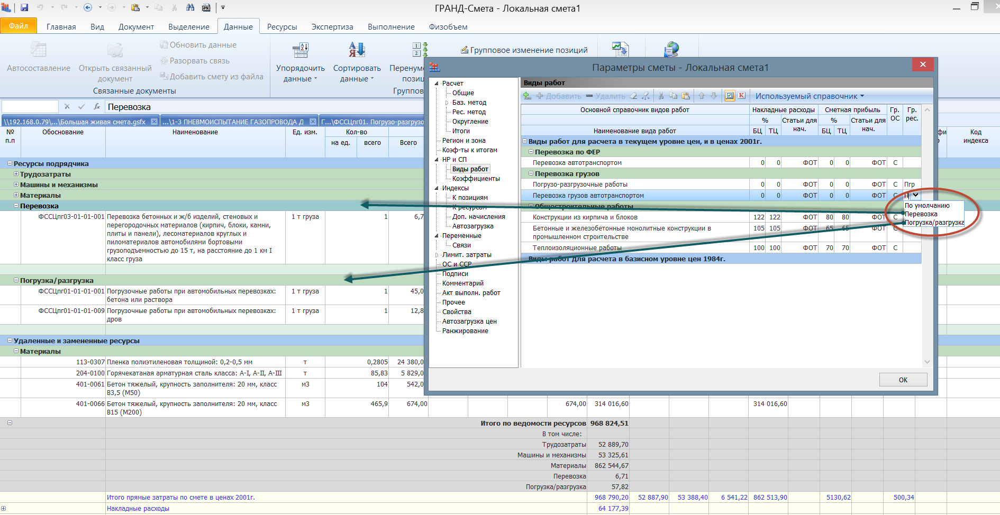 ГРАНД-Смета - Локальная смета1
Файл Главная Вид Документ Выделение Данные Ресурсы Экспертиза Выполнение Физобъем
Автосоставление
Открыть связанный
документ
Обновить данные
Разорвать связь
Добавить смету из файла
Связанные документы
Упорядочить
данные
Сортировать
данные
Группов
Групповое изменение позиций
Перевозка
\\192.168.0.79\...\Большая живая смета.gsfx
...\1-3 ПНЕВМОИСПЫТАНИЕ ГАЗОПРОВОДА Д
Г...\ФССЦпг01. Погрузо-разгрузо
№
п.п
Обоснование
Наименование
Ед. изм.
Кол-во
на ед.
всего
Всего
Код
индекса
Ресурсы подрядчика
Трудозатраты
Машины и механизмы
Материалы
Перевозка
ФССЦпг03-01-01-001 Перевозка бетонных и ж/б изделий, стеновых и 1 т груза 1 6,7
перегородочных материалов (кирпич, блоки, камни,
плиты и панели), лесоматериалов круглых и
пиломатериалов автомобилями бортовыми
грузоподъемностью до 15 т, на расстояние до 1 км I
класс груза
Погрузка/разгрузка
ФССЦпг01-01-01-001 Погрузочные работы при автомобильных перевозках: 1 т груза 1 45,0
бетона или раствора
ФССЦпг01-01-01-009 Погрузочные работы при автомобильных перевозках: 1 т груза 1 12,8
дров
Удаленные и замененные ресурсы
Материалы
113-0307 Пленка полиэтиленовая толщиной: 0,2-0,5 мм т 0,2805 24 380,0
204-0100 Горячекатаная арматурная сталь класса: А-I, А-II, А-III т 85,83 5 829,0
401-0061 Бетон тяжелый, крупность заполнителя: 20 мм, класс м3 104 542,0
В3,5 (М50)
401-0066 Бетон тяжелый, крупность заполнителя: 20 мм, класс м3 465,9 674,00 674,00 314 016,60 314 016,60
В15 (М200)
Итого по ведомости ресурсов 968 824,51
В том числе:
Трудозатраты 52 889,70
Машины и механизмы 53 325,61
Материалы 862 544,67
Перевозка 6,71
Погрузка/разгрузка 57,82
Итого прямые затраты по смете в ценах 2001г. 968 790,20 52 887,90 53 388,40 6 541,22 862 513,90 5130,62 500,34
Накладные расходы 64 177,39
Параметры сметы - Локальная смета1
Расчет
Общие
Баз. метод
Рес. метод
Округление
Итоги
Регион и зона
Коэф-ты к итогам
НР и СП
Виды работ
Коэффициенты
Индексы
К позициям
К ресурсам
Доп. начисления
Автозагрузка
Переменные
Связи
Лимит. затраты
ОС и ССР
Подписи
Комментарий
Акт выполн. работ
Прочее
Свойства
Автозагрузка цен
Ранжирование
Виды работ
Добавить Удалить К Используемый справочник
Основной справочник видов работ
Наименование вида работ
Накладные расходы
%
БЦ ТЦ
Статьи для
нач.
Сметная прибыль
%
БЦ ТЦ
Статьи для
нач.
Гр.
ОС
Гр.
рес.
Виды работ для расчета в текущем уровне цен, и в ценах 2001г.
Перевозка по ФЕР
Перевозка автотранспортом 0 0 ФОТ 0 0 ФОТ С
Перевозка грузов
Погрузо-разгрузочные работы 0 0 ФОТ 0 0 ФОТ С Пгр
Перевозка грузов автотранспортом 0 0 ФОТ 0 0 ФОТ С П
Общестроительные работы
Конструкции из кирпича и блоков 122 122 ФОТ 80 80 ФОТ С
Бетонные и железобетонные монолитные конструкции в 105 105 ФОТ 65 65 ФОТ С
промышленном строительстве
Теплоизоляционные работы 100 100 ФОТ 70 70 ФОТ С
Виды работ для расчета в базисном уровне цен 1984г.
По умолчанию
Перевозка
Погрузка/разгрузка
ОК